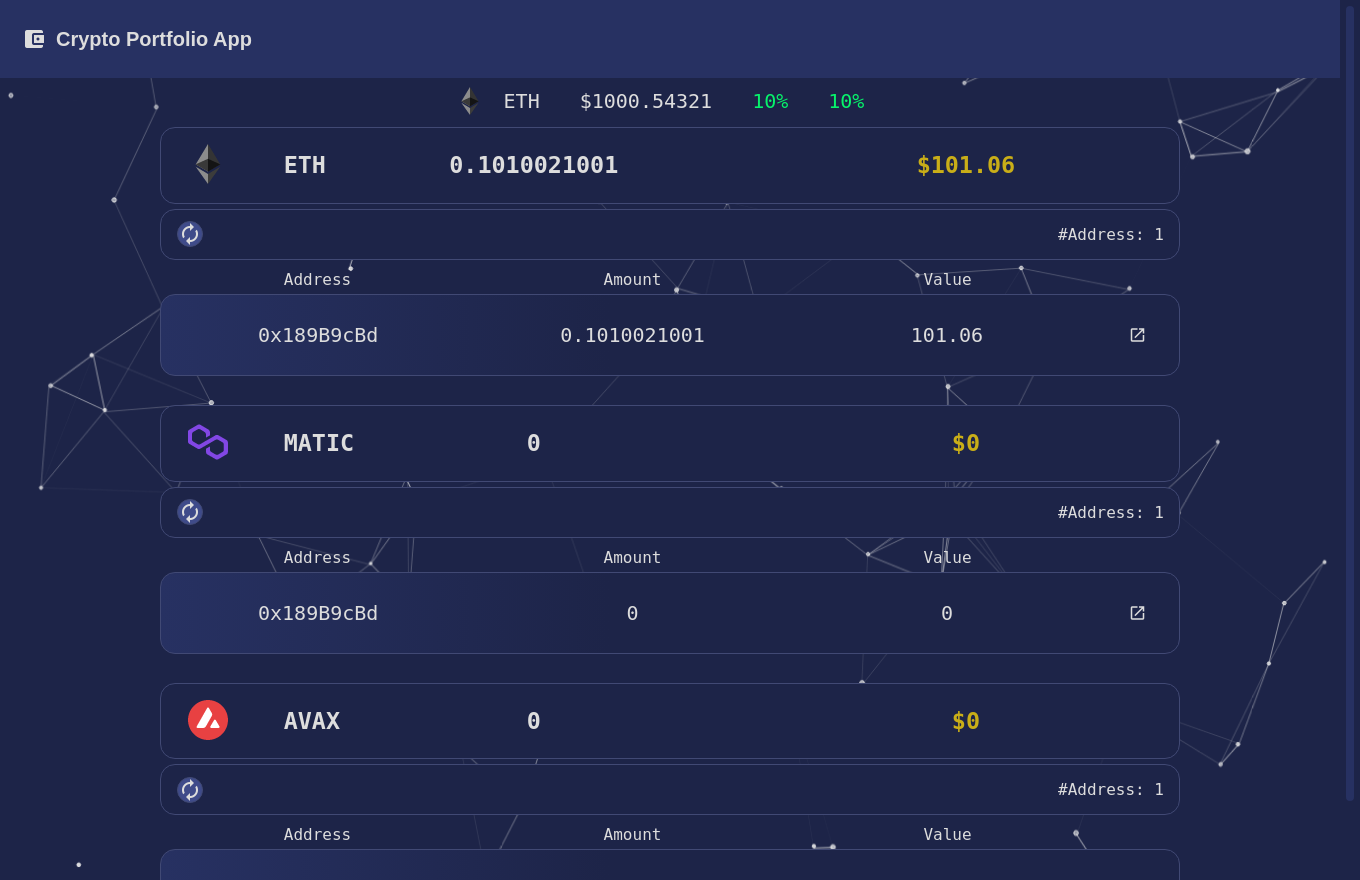 Crypto Portfolio App
ETH $1000.54321 10% 10%
ETH 0.1010021001 $101.06
#Address: 1
Address Amount Value
0x189B9cBd 0.1010021001 101.06
MATIC 0 $0
#Address: 1
Address Amount Value
0x189B9cBd 0 0
AVAX 0 $0
#Address: 1
Address Amount Value